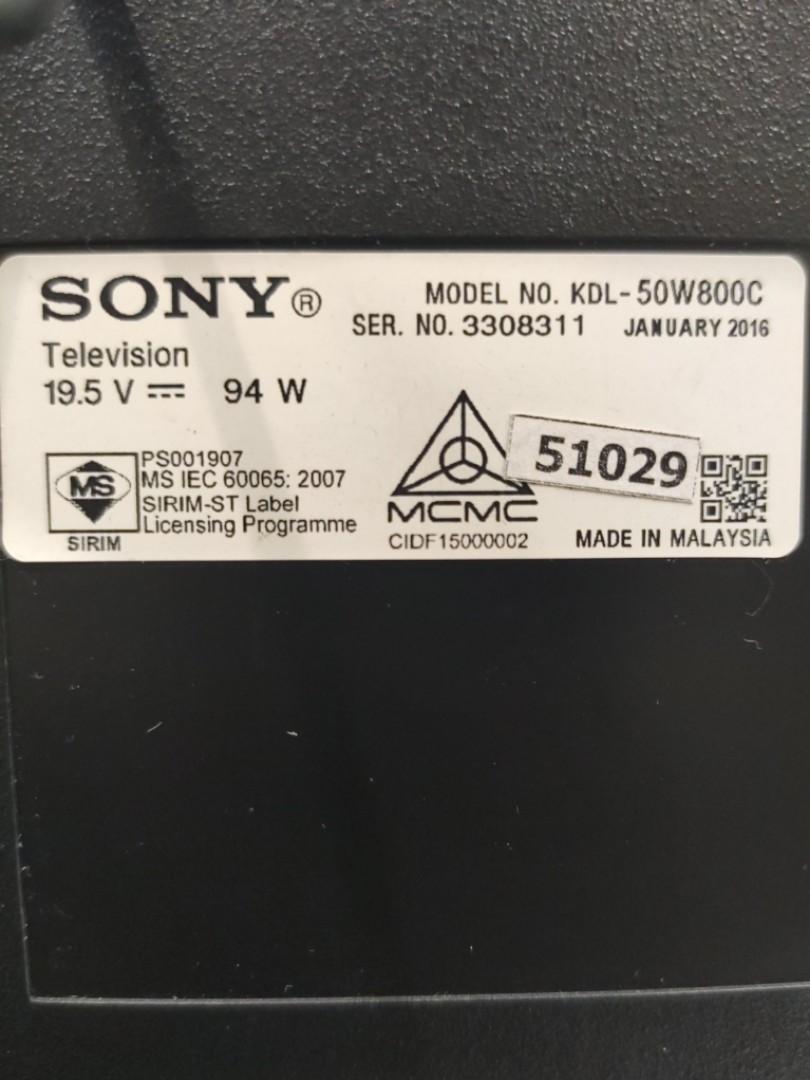 SONY®
MODEL NO. KDL-50W800C
SER. NO. 3308311 JANUARY 2016
Television
19.5 V ⎓ 94 W
MS
SIRIM
PS001907
MS IEC 60065: 2007
SIRIM-ST Label
Licensing Programme
MCMC
CIDF15000002
51029
MADE IN MALAYSIA